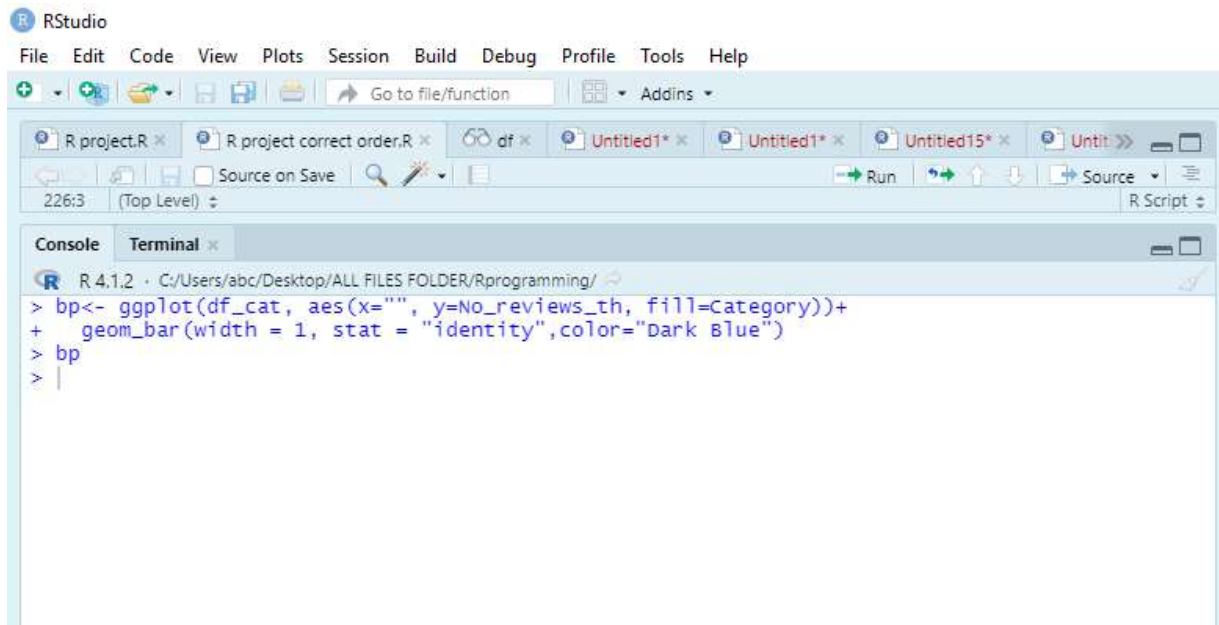 RStudio
File Edit Code View Plots Session Build Debug Profile Tools Help
Go to file/function Addins
R project.R R project correct order.R df Untitled1* Untitled1* Untitled15* Untit
Source on Save Run Source
226:3 (Top Level) R Script
Console Terminal
R 4.1.2 · C:/Users/abc/Desktop/ALL FILES FOLDER/Rprogramming/
> bp<- ggplot(df_cat, aes(x="", y=No_reviews_th, fill=Category))+
+   geom_bar(width = 1, stat = "identity",color="Dark Blue")
> bp
>